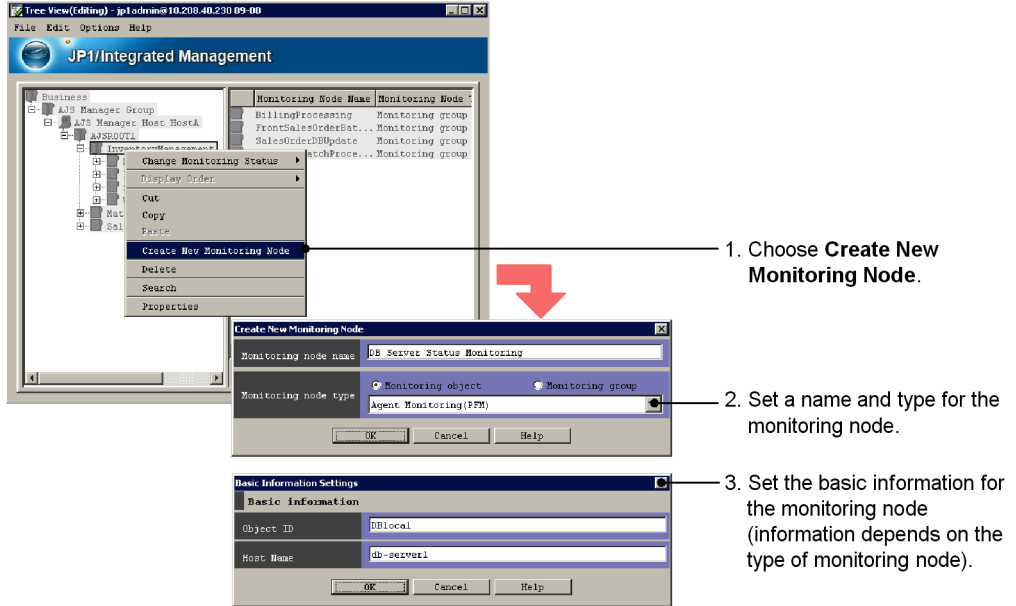 Tree View(Editing) - jp1admin@10.208.40.230 09-00
File Edit Options Help
JP1/Integrated Management
Business
AJS Manager Group
AJS Manager Host HostA
AJSROOT1
InventoryManagement
Mat
Sal
Monitoring Node Name Monitoring Node
BillingProcessing Monitoring group
FrontSalesOrderBat... Monitoring group
SalesOrderDBUpdate Monitoring group
atchProce... Monitoring group
Change Monitoring Status
Display Order
Cut
Copy
Paste
Create New Monitoring Node
Delete
Search
Properties
1. Choose Create New
Monitoring Node.
Create New Monitoring Node
Monitoring node name DB Server Status Monitoring
Monitoring node type
Monitoring object Monitoring group
Agent Monitoring(PFM)
OK Cancel Help
2. Set a name and type for the
monitoring node.
Basic Information Settings
Basic information
Object ID DBlocal
Host Name db-server1
OK Cancel Help
3. Set the basic information for
the monitoring node
(information depends on the
type of monitoring node).